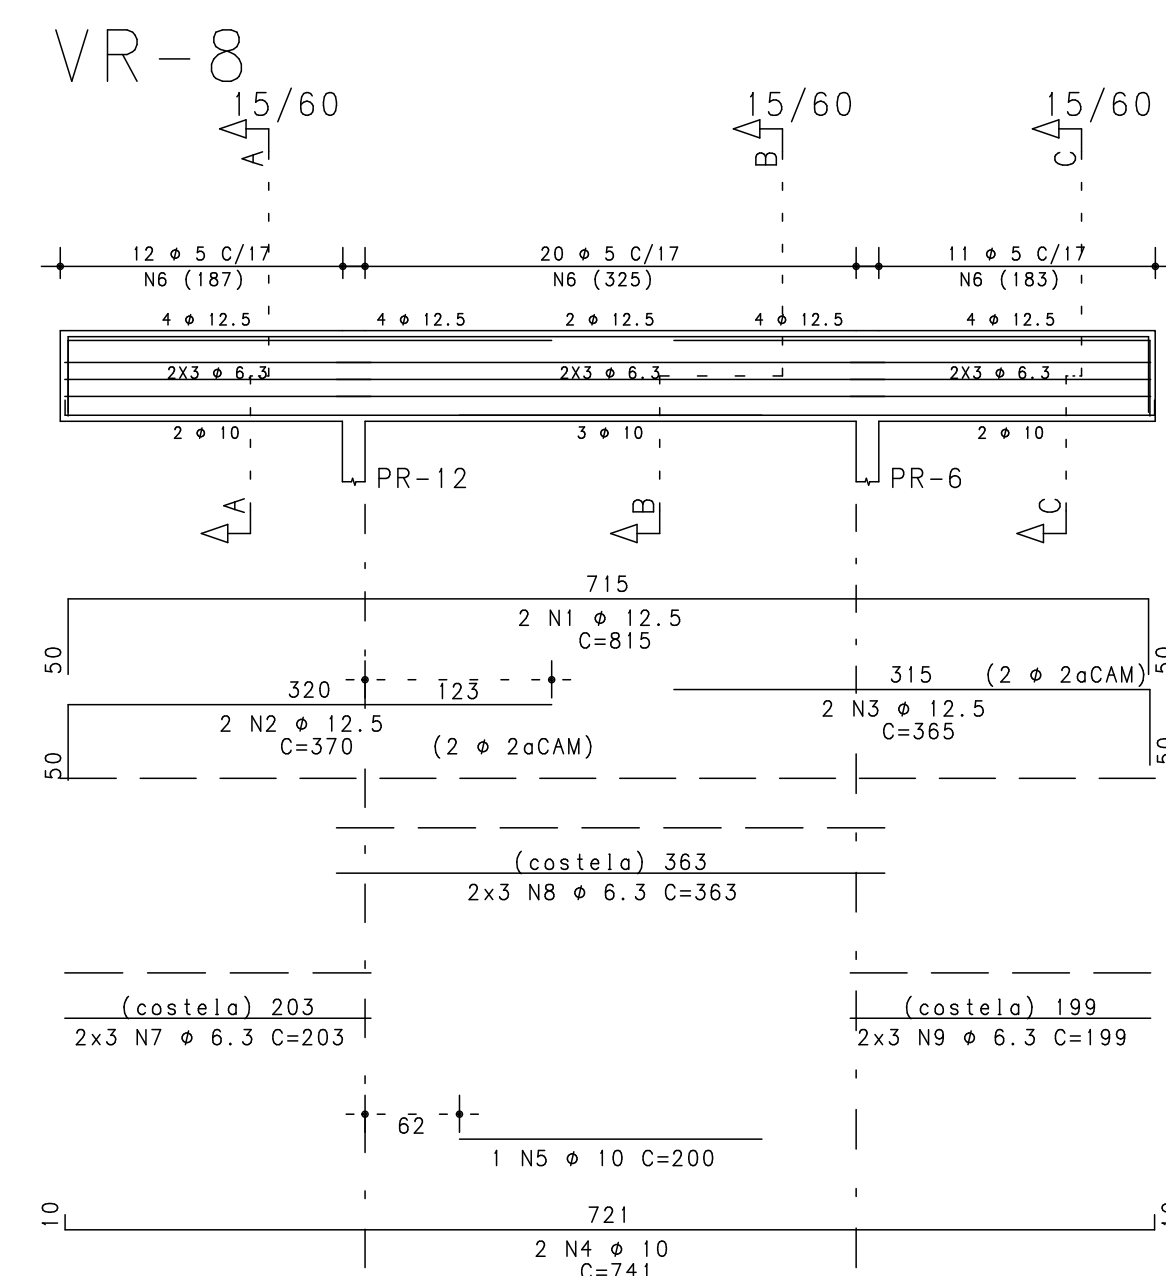 VR-8
15/60 15/60 15/60
A B C
12 ø 5 C/17 20 ø 5 C/17 11 ø 5 C/17
N6 (187) N6 (325) N6 (183)
4 ø 12.5 4 ø 12.5 2 ø 12.5 4 ø 12.5 4 ø 12.5
2X3 ø 6.3 2X3 ø 6.3 2X3 ø 6.3
2 ø 10 3 ø 10 2 ø 10
PR-12 PR-6
A B C
715
2 N1 ø 12.5
C=815
50 50
320 123 315 (2 ø 2aCAM)
2 N2 ø 12.5 2 N3 ø 12.5
C=370 (2 ø 2aCAM) C=365
50 50
(costela) 363
2x3 N8 ø 6.3 C=363
(costela) 203 (costela) 199
2x3 N7 ø 6.3 C=203 2x3 N9 ø 6.3 C=199
62
1 N5 ø 10 C=200
10 721 10
2 N4 ø 10
C=741